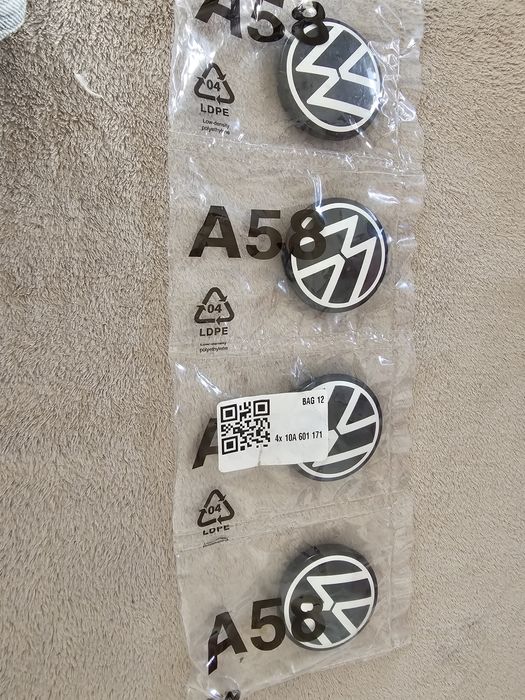 A58
04
LDPE
Low-density
polyethylene
A58
04
LDPE
Low-density
polyethylene
BAG 12
4x 10A 601 171
A
04
LDPE
A58